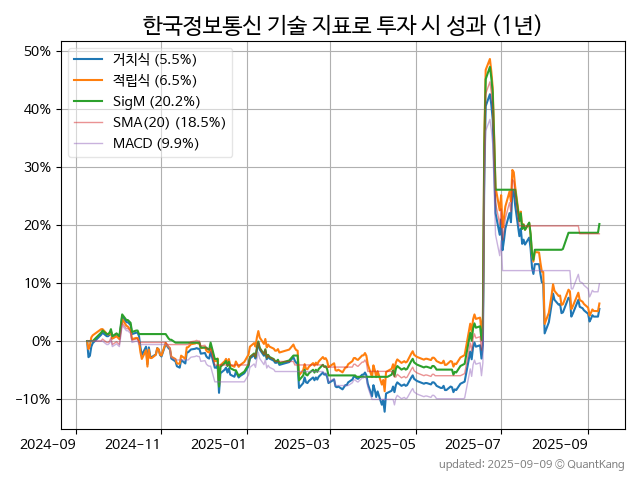 한국정보통신 기술 지표로 투자 시 성과 (1년)
50%
40%
30%
20%
10%
0%
−10%
거치식 (5.5%)
적립식 (6.5%)
SigM (20.2%)
SMA(20) (18.5%)
MACD (9.9%)
2024-09
2024-11
2025-01
2025-03
2025-05
2025-07
2025-09
updated: 2025-09-09 © QuantKang